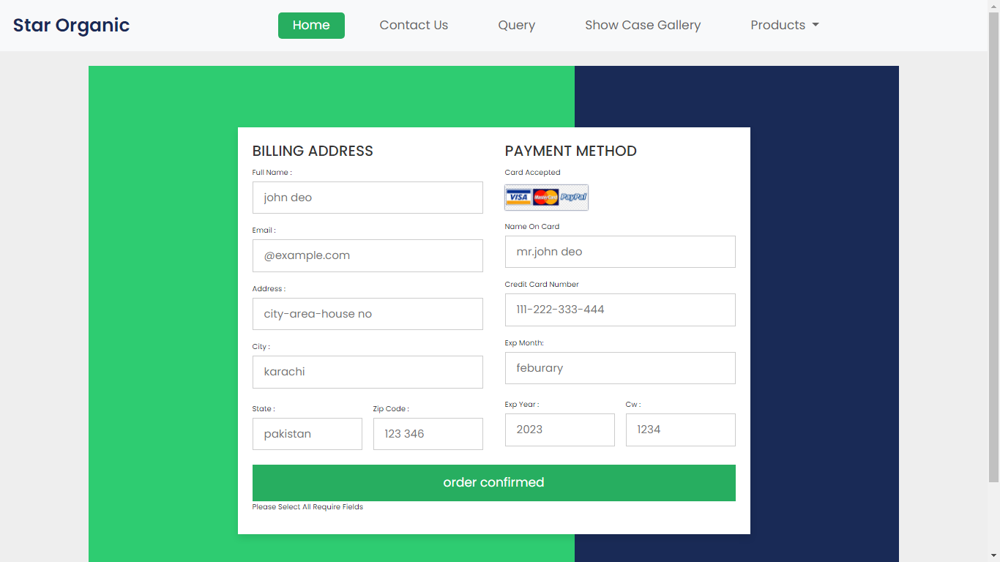 Star Organic
Home
Contact Us
Query
Show Case Gallery
Products
BILLING ADDRESS
Full Name :
john deo
Email :
@example.com
Address :
city-area-house no
City :
karachi
State :
Zip Code :
pakistan
123 346
PAYMENT METHOD
Card Accepted
VISA
MasterCard
PayPal
Name On Card
mr.john deo
Credit Card Number
111-222-333-444
Exp Month:
feburary
Exp Year :
Cw :
2023
1234
order confirmed
Please Select All Require Fields